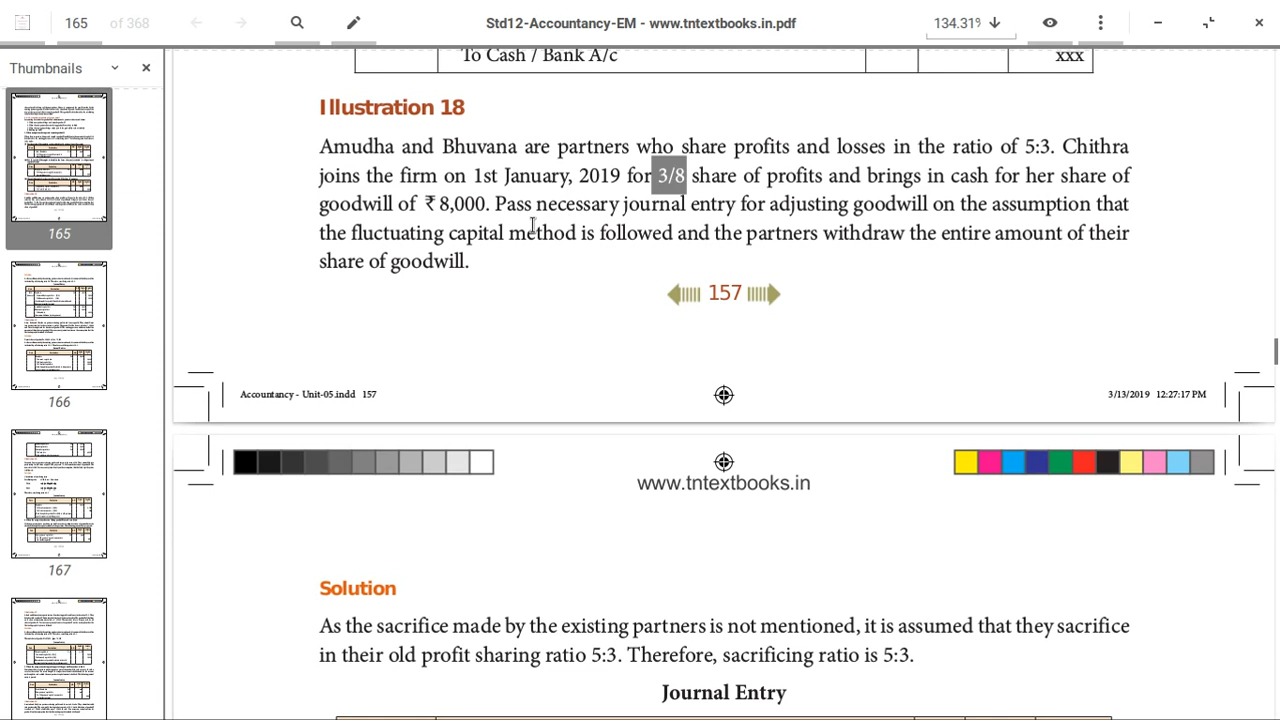 165 of 368
Std12-Accountancy-EM - www.tntextbooks.in.pdf
134.31%
Thumbnails
165
166
167
To Cash / Bank A/c xxx
Illustration 18
Amudha and Bhuvana are partners who share profits and losses in the ratio of 5:3. Chithra
joins the firm on 1st January, 2019 for 3/8 share of profits and brings in cash for her share of
goodwill of ₹ 8,000. Pass necessary journal entry for adjusting goodwill on the assumption that
the fluctuating capital method is followed and the partners withdraw the entire amount of their
share of goodwill.
157
Accountancy - Unit-05.indd 157
3/13/2019 12:27:17 PM
www.tntextbooks.in
Solution
As the sacrifice made by the existing partners is not mentioned, it is assumed that they sacrifice
in their old profit sharing ratio 5:3. Therefore, sacrificing ratio is 5:3.
Journal Entry